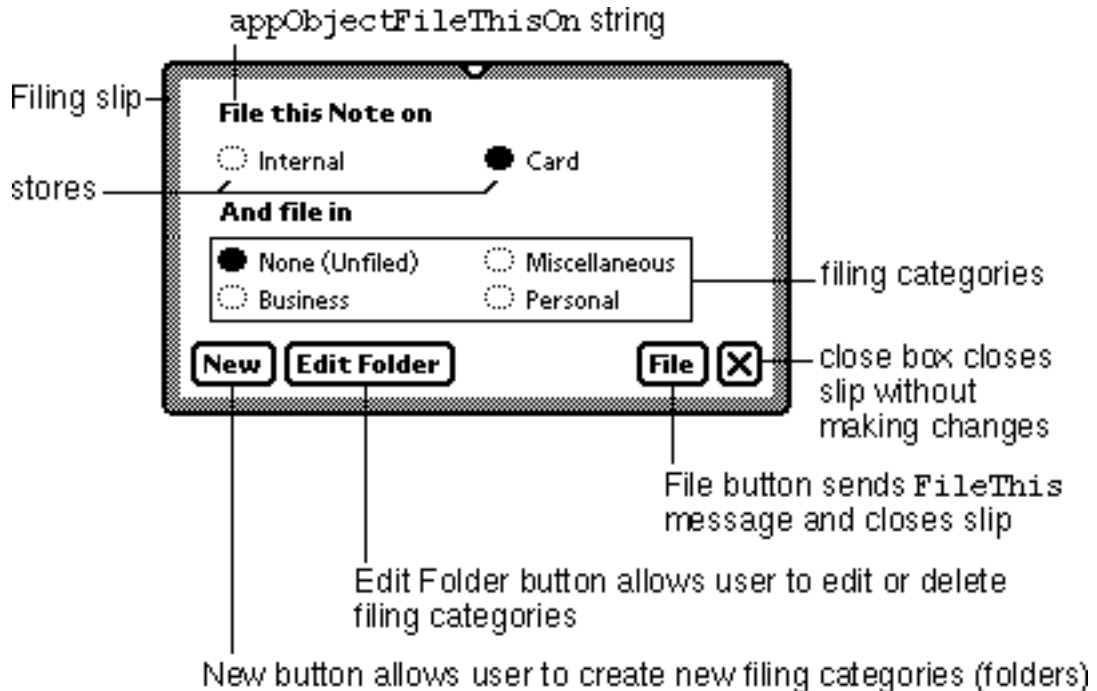 appObjectFileThisOn string
Filing slip
File this Note on
Internal
Card
stores
And file in
None (Unfiled)
Miscellaneous
Business
Personal
filing categories
New
Edit Folder
File
X
close box closes
slip without
making changes
File button sends FileThis
message and closes slip
Edit Folder button allows user to edit or delete
filing categories
New button allows user to create new filing categories (folders)